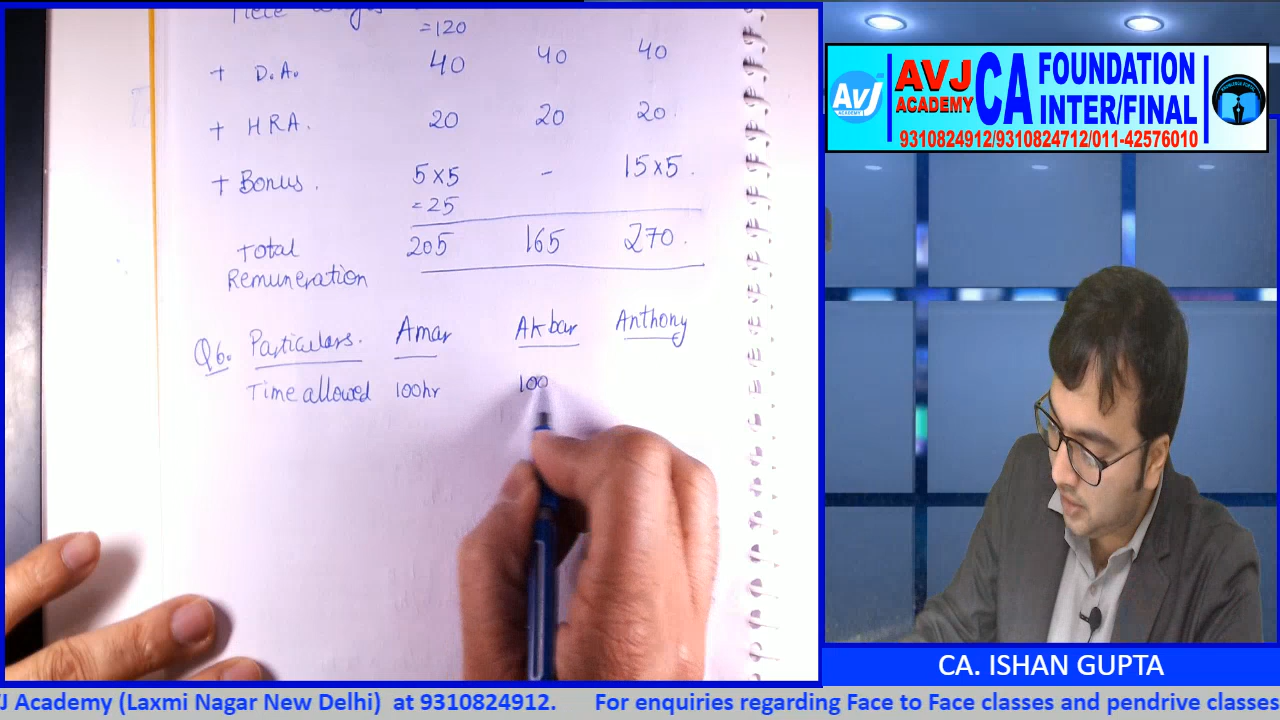 =120
+ D.A. 40 40 40
+ HRA. 20 20 20.
+ Bonus. 5×5 - 15×5.
=25
Total 205 165 270.
Remuneration
Q6. Particulars. Amar Akbar Anthony
Time allowed 100hr 100
AVJ ACADEMY
CA FOUNDATION
INTER/FINAL
9310824912/9310824712/011-42576010
CA. ISHAN GUPTA
VJ Academy (Laxmi Nagar New Delhi) at 9310824912. For enquiries regarding Face to Face classes and pendrive classes